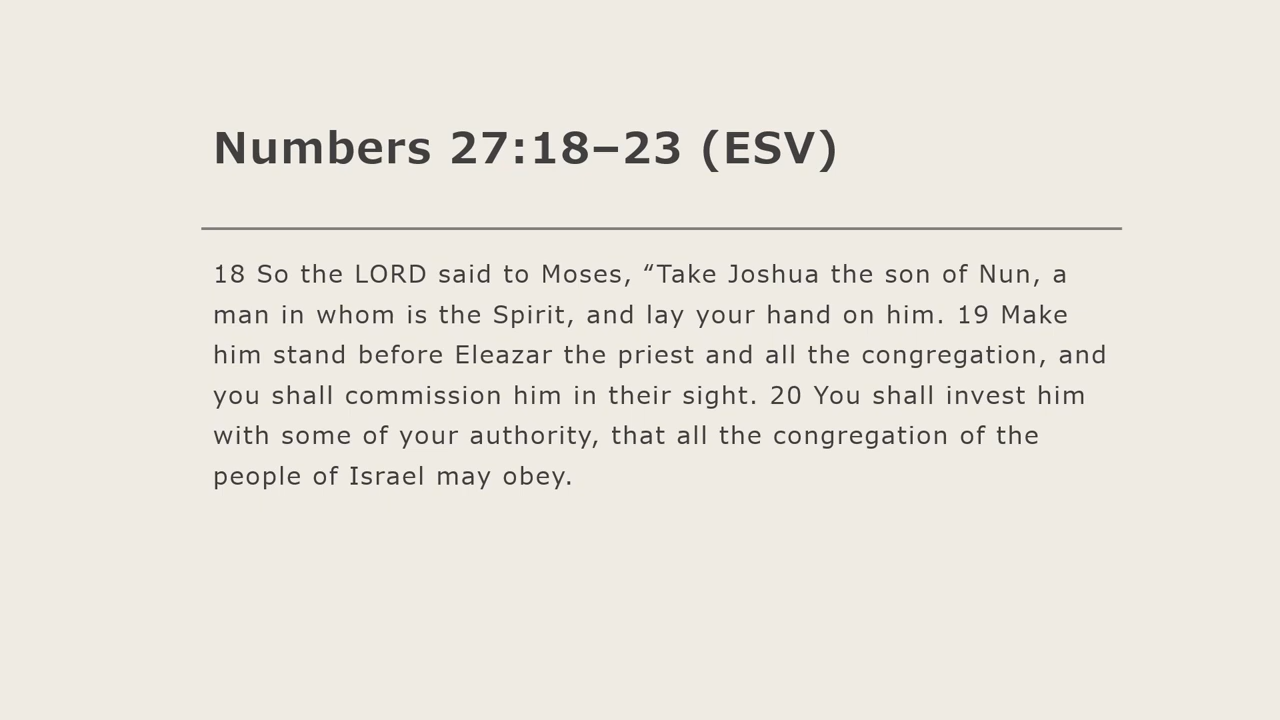 Numbers 27:18–23 (ESV)
18 So the LORD said to Moses, “Take Joshua the son of Nun, a
man in whom is the Spirit, and lay your hand on him. 19 Make
him stand before Eleazar the priest and all the congregation, and
you shall commission him in their sight. 20 You shall invest him
with some of your authority, that all the congregation of the
people of Israel may obey.